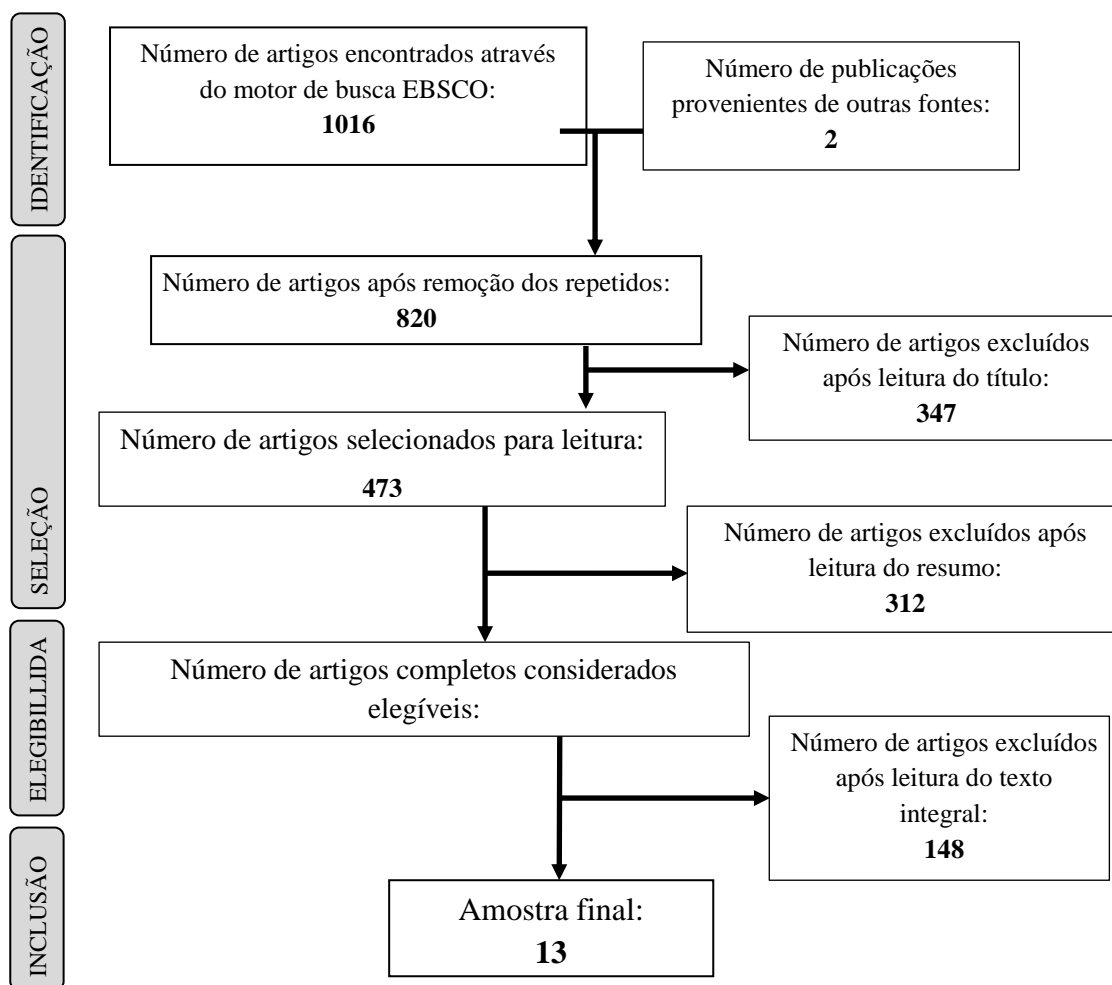 IDENTIFICAÇÃO
Número de artigos encontrados através
do motor de busca EBSCO:
1016
Número de publicações
provenientes de outras fontes:
2
SELEÇÃO
Número de artigos após remoção dos repetidos:
820
Número de artigos excluídos
após leitura do título:
347
Número de artigos selecionados para leitura:
473
Número de artigos excluídos após
leitura do resumo:
312
ELEGIBILLIDA
Número de artigos completos considerados
elegíveis:
Número de artigos excluídos
após leitura do texto
integral:
148
INCLUSÃO
Amostra final:
13